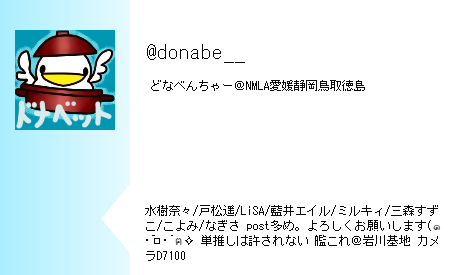 @donabe__
どなべんちゃー@NMLA愛媛静岡鳥取徳島
ドナベット
水樹奈々/戸松遥/LiSA/藍井エイル/ミルキィ/三森すず
こ/こよみ/なぎさ post多め。よろしくお願いします(ฅ
•̀ㅁ•́ฅ✧ 単推しは許されない 艦これ@岩川基地 カメ
ラD7100